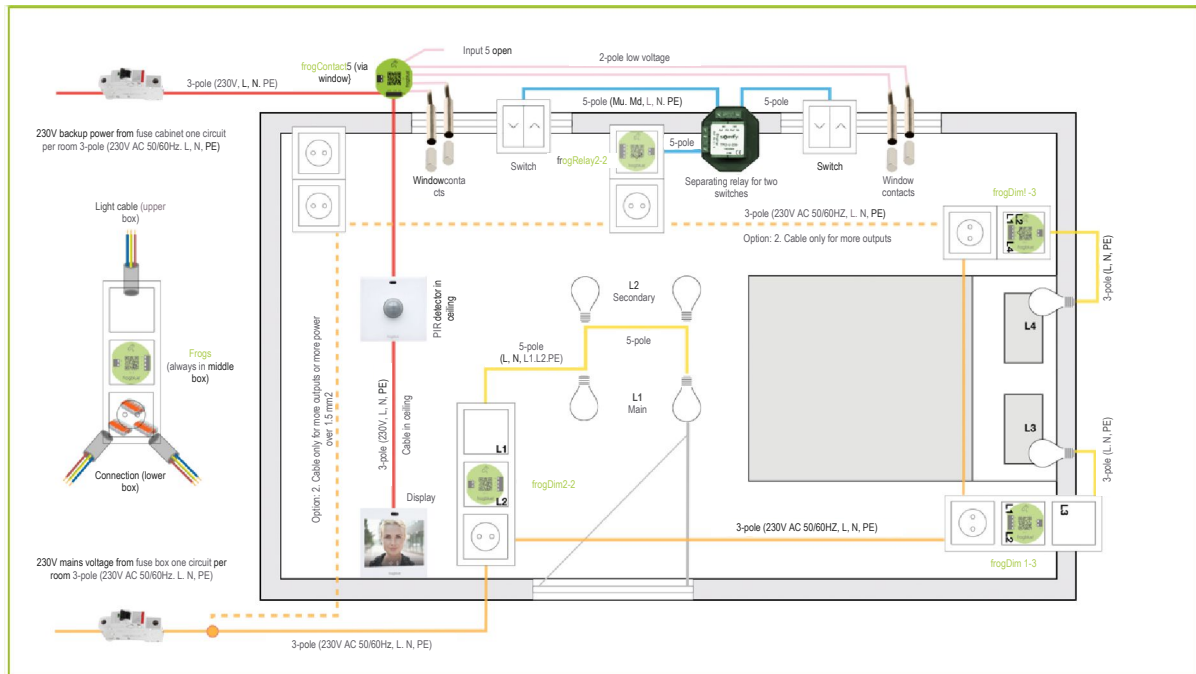 Input 5 open
frogContact5 (via
window}
2-pole low voltage
3-pole (230V, L, N. PE)
5-pole (Mu. Md, L, N. PE)
5-pole
230V backup power from fuse cabinet one circuit
per room 3-pole (230V AC 50/60Hz. L, N, PE)
5-pole
somfy
frogRelay2-2
Switch
Windowconta
cts
Separating relay for two
switches
Switch
Window
contacts
frogDim! -3
Light cable (upper
box)
3-pole (230V AC 50/60HZ, L. N, PE)
Option: 2. Cable only for more outputs
L1
L2
L4
3-pole (L, N, PE)
PIR detector in
ceiling
L2
Secondary
L4
Frogs
(always in middle
box)
5-pole
(L, N, L1.L2.PE)
5-pole
Option: 2. Cable only for more outputs or more power
over 1.5 mm2
3-pole (230V, L, N, PE)
Cable in ceiling
L1
Main
L3
3-pole (L. N, PE)
L1
Connection (lower
box)
frogDim2-2
L2
Display
3-pole (230V AC 50/60HZ, L, N, PE)
L1
L2
L3
frogDim 1-3
230V mains voltage from fuse box one circuit per
room 3-pole (230V AC 50/60Hz. L. N, PE)
3-pole (230V AC 50/60Hz, L. N, PE)